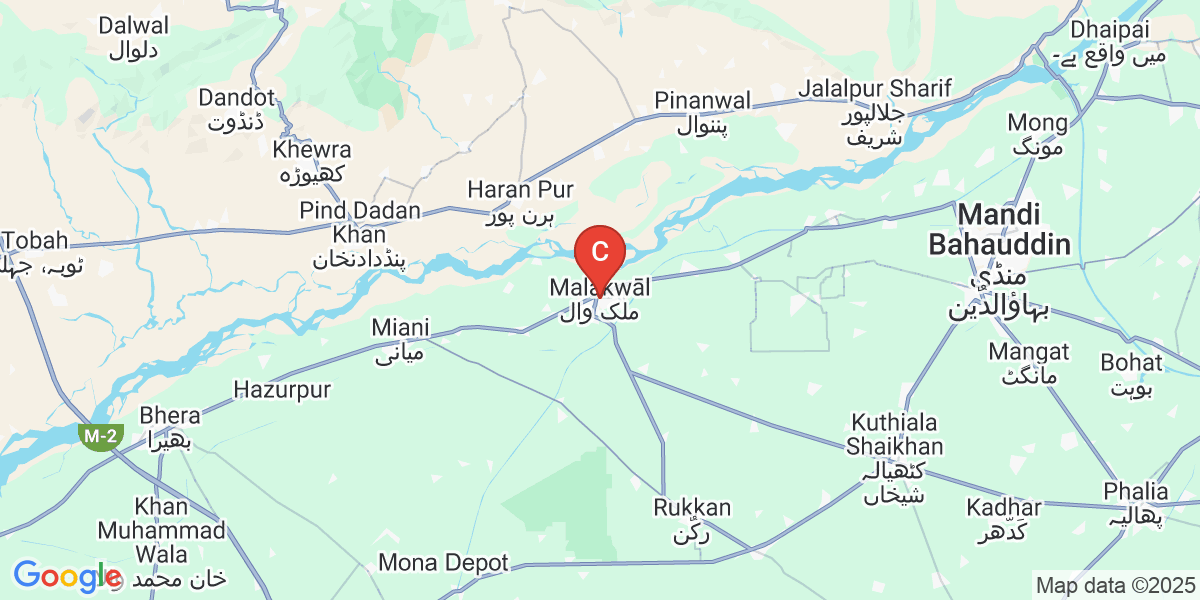 Dalwal
دلوال
Dhaipai
میں واقع ہے۔
Dandot
ڈنڈوت
Pinanwal
پننوال
Jalalpur Sharif
جلالپور
شریف
Mong
مونگ
Khewra
کھیوڑہ
Haran Pur
ہرن پور
Pind Dadan
Khan
پنڈدادنخان
Mandi
Bahauddin
منڈی
بہاؤالدین
Tobah
ٹوبہ، جہل
C
Malakwāl
ملک وال
Miani
میانی
Mangat
مانگٹ
Bohat
بوہت
Hazurpur
Bhera
بھیرا
M-2
Kuthiala
Shaikhan
کٹھیالہ
شیخاں
Khan
Muhammad
Wala
خان محمد
Rukkan
رکن
Kadhar
کدھر
Phalia
پھالیہ
Mona Depot
Google
Map data ©2025